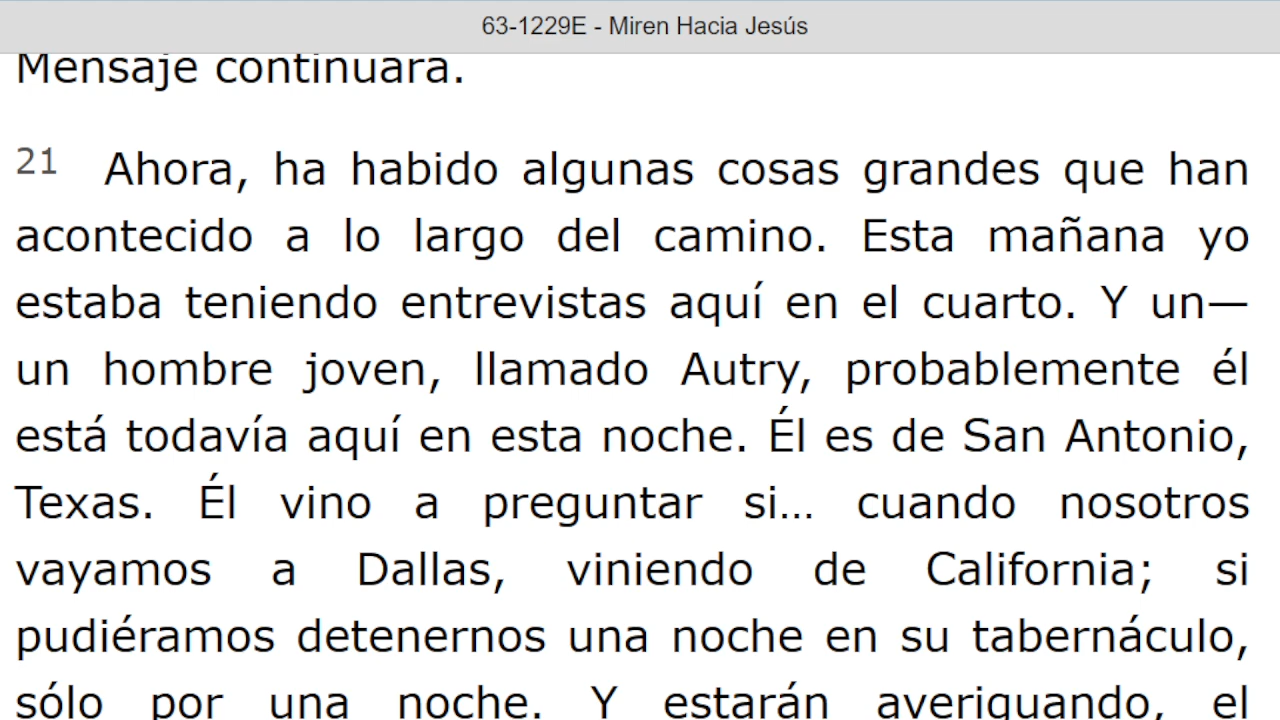 63-1229E - Miren Hacia Jesús
Mensaje continuará.
21 Ahora, ha habido algunas cosas grandes que han
acontecido a lo largo del camino. Esta mañana yo
estaba teniendo entrevistas aquí en el cuarto. Y un—
un hombre joven, llamado Autry, probablemente él
está todavía aquí en esta noche. Él es de San Antonio,
Texas. Él vino a preguntar si… cuando nosotros
vayamos a Dallas, viniendo de California; si
pudiéramos detenernos una noche en su tabernáculo,
sólo por una noche. Y estarán averiguando, el